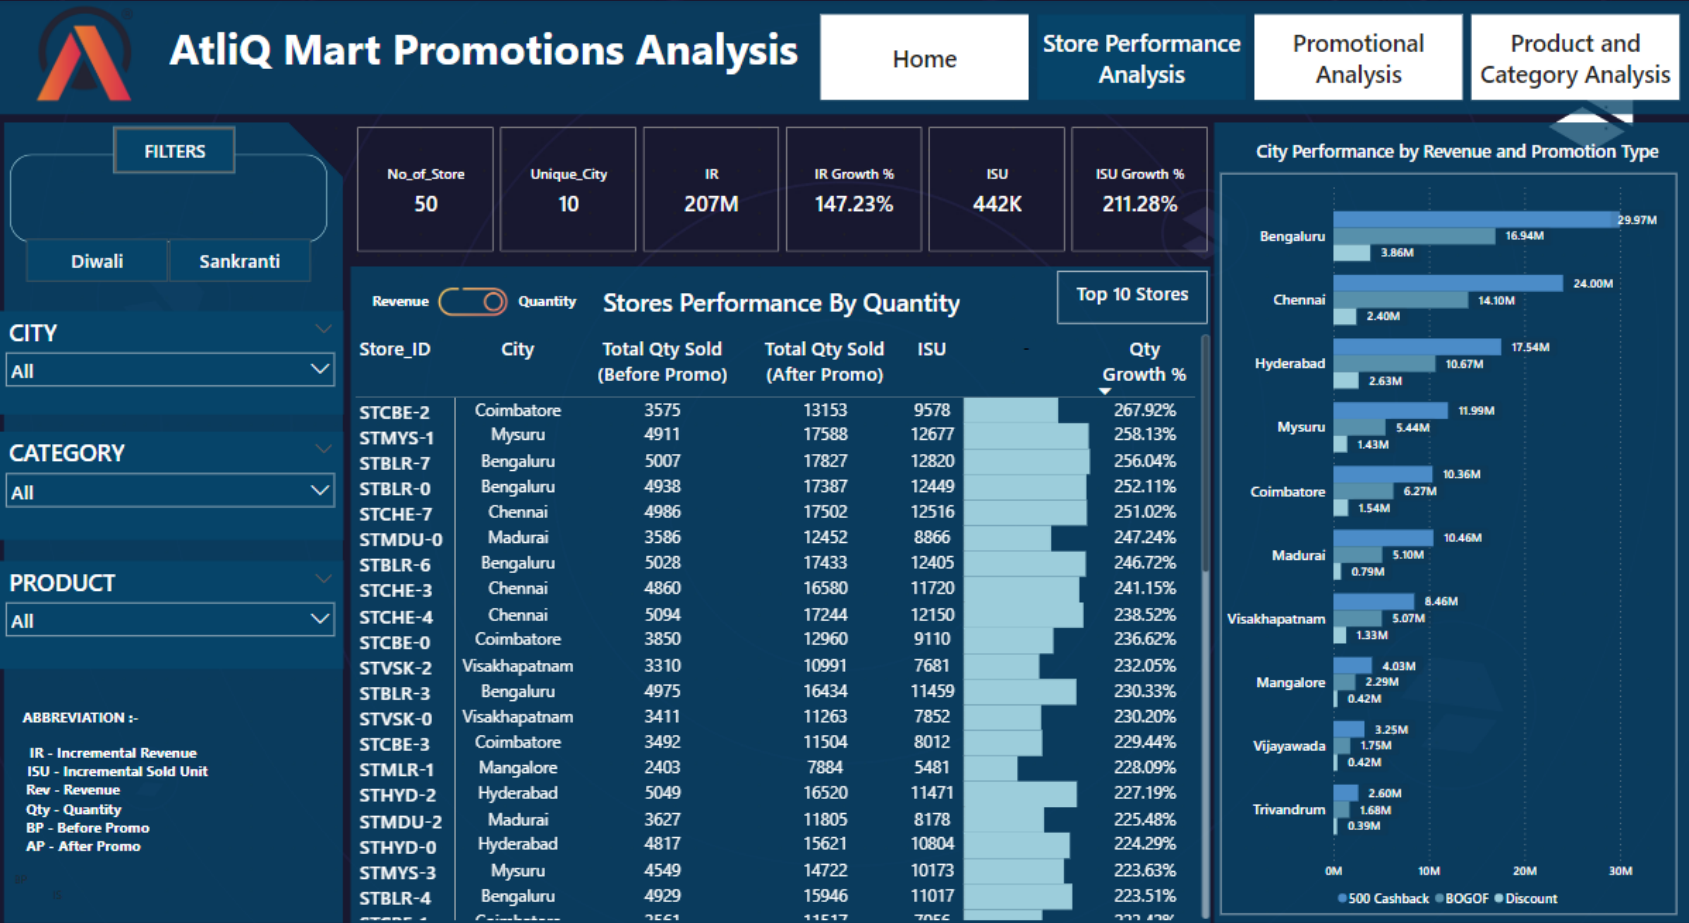 AtliQ Mart Promotions Analysis
Home
Store Performance
Analysis
Promotional
Analysis
Product and
Category Analysis
FILTERS
Diwali
Sankranti
CITY
All
CATEGORY
All
PRODUCT
All
ABBREVIATION :-
IR - Incremental Revenue
ISU - Incremental Sold Unit
Rev - Revenue
Qty - Quantity
BP - Before Promo
AP - After Promo
No_of_Store
50
Unique_City
10
IR
207M
IR Growth %
147.23%
ISU
442K
ISU Growth %
211.28%
Revenue
Quantity
Stores Performance By Quantity
Top 10 Stores
Store_ID City Total Qty Sold (Before Promo) Total Qty Sold (After Promo) ISU - Qty Growth %
STCBE-2 Coimbatore 3575 13153 9578 267.92%
STMYS-1 Mysuru 4911 17588 12677 258.13%
STBLR-7 Bengaluru 5007 17827 12820 256.04%
STBLR-0 Bengaluru 4938 17387 12449 252.11%
STCHE-7 Chennai 4986 17502 12516 251.02%
STMDU-0 Madurai 3586 12452 8866 247.24%
STBLR-6 Bengaluru 5028 17433 12405 246.72%
STCHE-3 Chennai 4860 16580 11720 241.15%
STCHE-4 Chennai 5094 17244 12150 238.52%
STCBE-0 Coimbatore 3850 12960 9110 236.62%
STVSK-2 Visakhapatnam 3310 10991 7681 232.05%
STBLR-3 Bengaluru 4975 16434 11459 230.33%
STVSK-0 Visakhapatnam 3411 11263 7852 230.20%
STCBE-3 Coimbatore 3492 11504 8012 229.44%
STMLR-1 Mangalore 2403 7884 5481 228.09%
STHYD-2 Hyderabad 5049 16520 11471 227.19%
STMDU-2 Madurai 3627 11805 8178 225.48%
STHYD-0 Hyderabad 4817 15621 10804 224.29%
STMYS-3 Mysuru 4549 14722 10173 223.63%
STBLR-4 Bengaluru 4929 15946 11017 223.51%
City Performance by Revenue and Promotion Type
Bengaluru
29.97M
16.94M
3.86M
Chennai
24.00M
14.10M
2.40M
Hyderabad
17.54M
10.67M
2.63M
Mysuru
11.99M
5.44M
1.43M
Coimbatore
10.36M
6.27M
1.54M
Madurai
10.46M
5.10M
0.79M
Visakhapatnam
8.46M
5.07M
1.33M
Mangalore
4.03M
2.29M
0.42M
Vijayawada
3.25M
1.75M
0.42M
Trivandrum
2.60M
1.68M
0.39M
0M 10M 20M 30M
500 Cashback BOGOF Discount